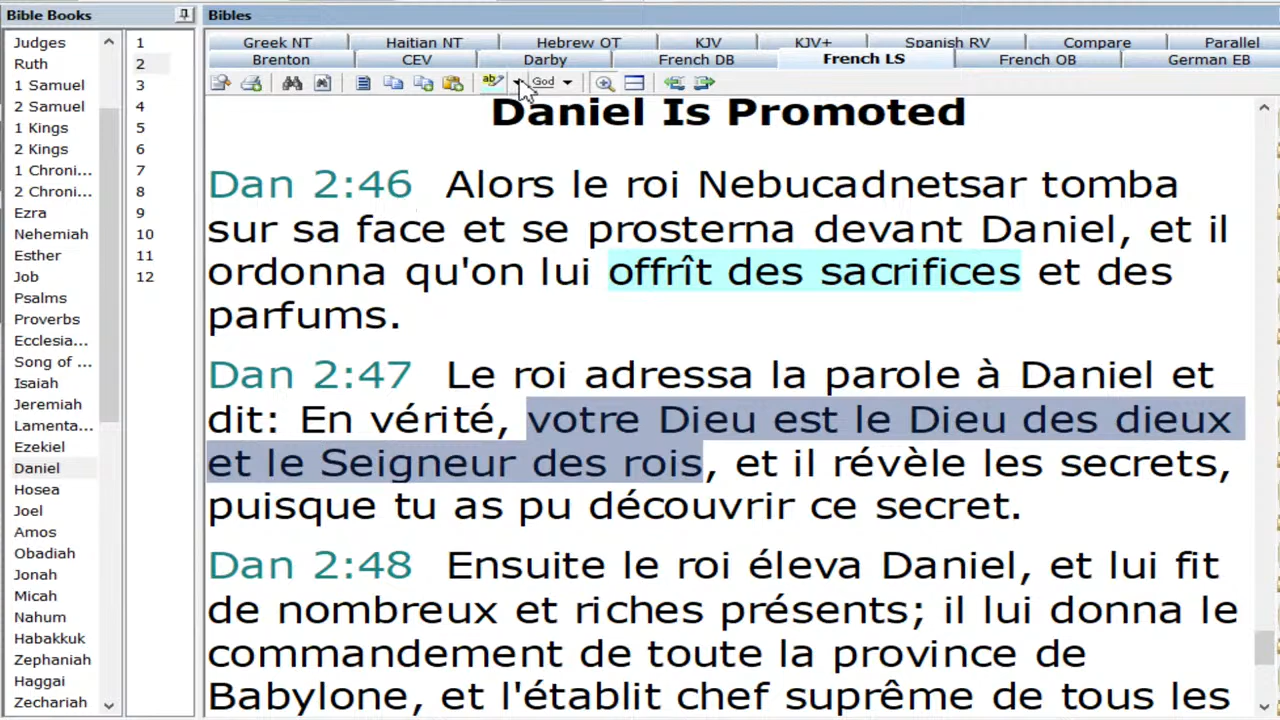 Bible Books
Bibles
Greek NT Haitian NT Hebrew OT KJV KJV+ Spanish RV Compare Parallel
Brenton CEV Darby French DB French LS French OB German EB
God
Judges
Ruth
1 Samuel
2 Samuel
1 Kings
2 Kings
1 Chroni...
2 Chroni...
Ezra
Nehemiah
Esther
Job
Psalms
Proverbs
Ecclesia...
Song of ...
Isaiah
Jeremiah
Lamenta...
Ezekiel
Daniel
Hosea
Joel
Amos
Obadiah
Jonah
Micah
Nahum
Habakkuk
Zephaniah
Haggai
Zechariah
1
2
3
4
5
6
7
8
9
10
11
12
Daniel Is Promoted
Dan 2:46 Alors le roi Nebucadnetsar tomba
sur sa face et se prosterna devant Daniel, et il
ordonna qu'on lui offrît des sacrifices et des
parfums.
Dan 2:47 Le roi adressa la parole à Daniel et
dit: En vérité, votre Dieu est le Dieu des dieux
et le Seigneur des rois, et il révèle les secrets,
puisque tu as pu découvrir ce secret.
Dan 2:48 Ensuite le roi éleva Daniel, et lui fit
de nombreux et riches présents; il lui donna le
commandement de toute la province de
Babylone, et l'établit chef suprême de tous les